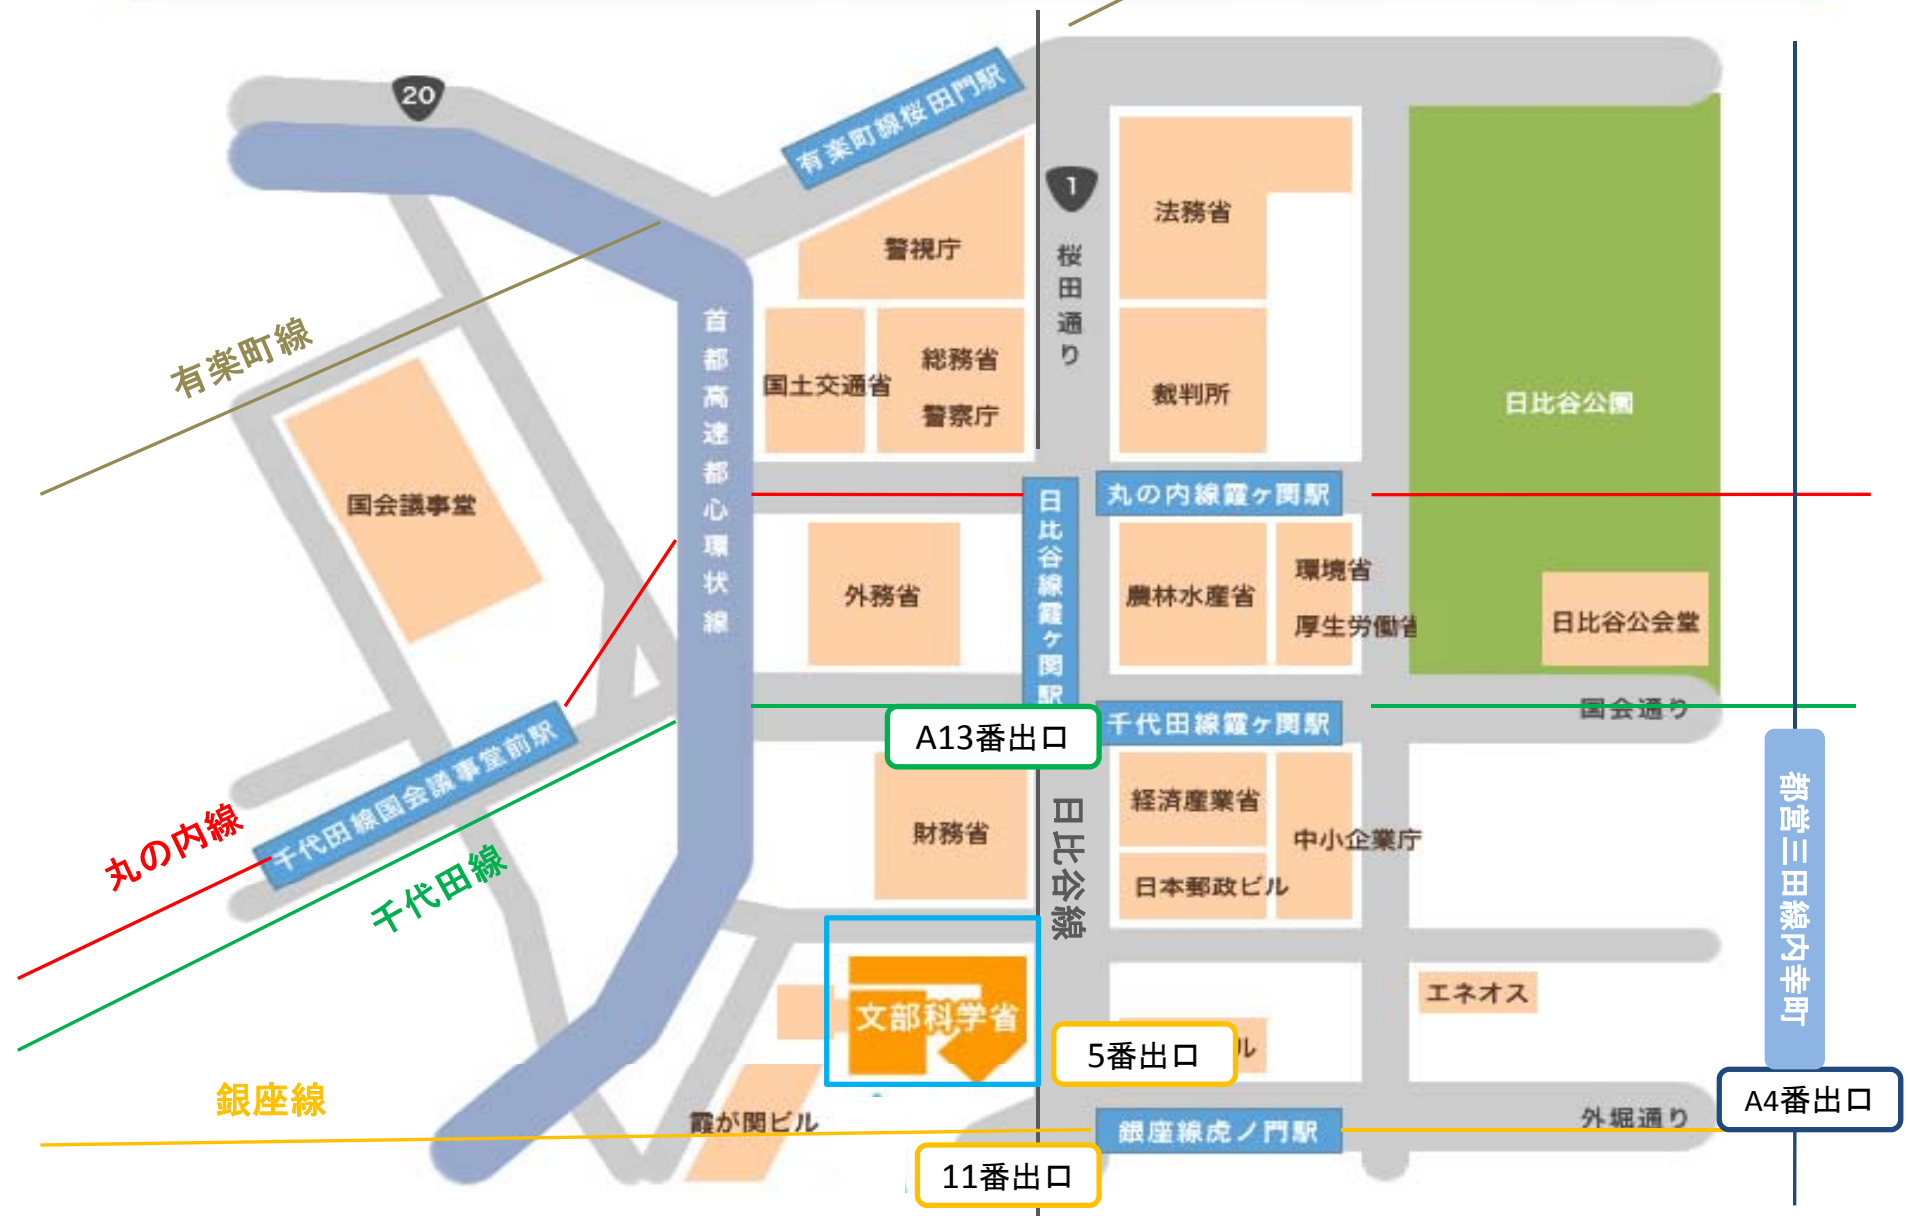 20
有楽町線桜田門駅
1
法務省
警視庁
桜田通り
首都高速都心環状線
有楽町線
総務省
国土交通省
警察庁
裁判所
日比谷公園
国会議事堂
日比谷線霞ヶ関駅
丸の内線霞ヶ関駅
外務省
農林水産省
環境省
厚生労働省
日比谷公会堂
国会通り
A13番出口
千代田線霞ヶ関駅
千代田線国会議事堂前駅
丸の内線
千代田線
財務省
日比谷線
経済産業省
中小企業庁
日本郵政ビル
都営三田線内幸町
文部科学省
エネオス
5番出口
ル
銀座線
霞が関ビル
銀座線虎ノ門駅
外堀通り
A4番出口
11番出口